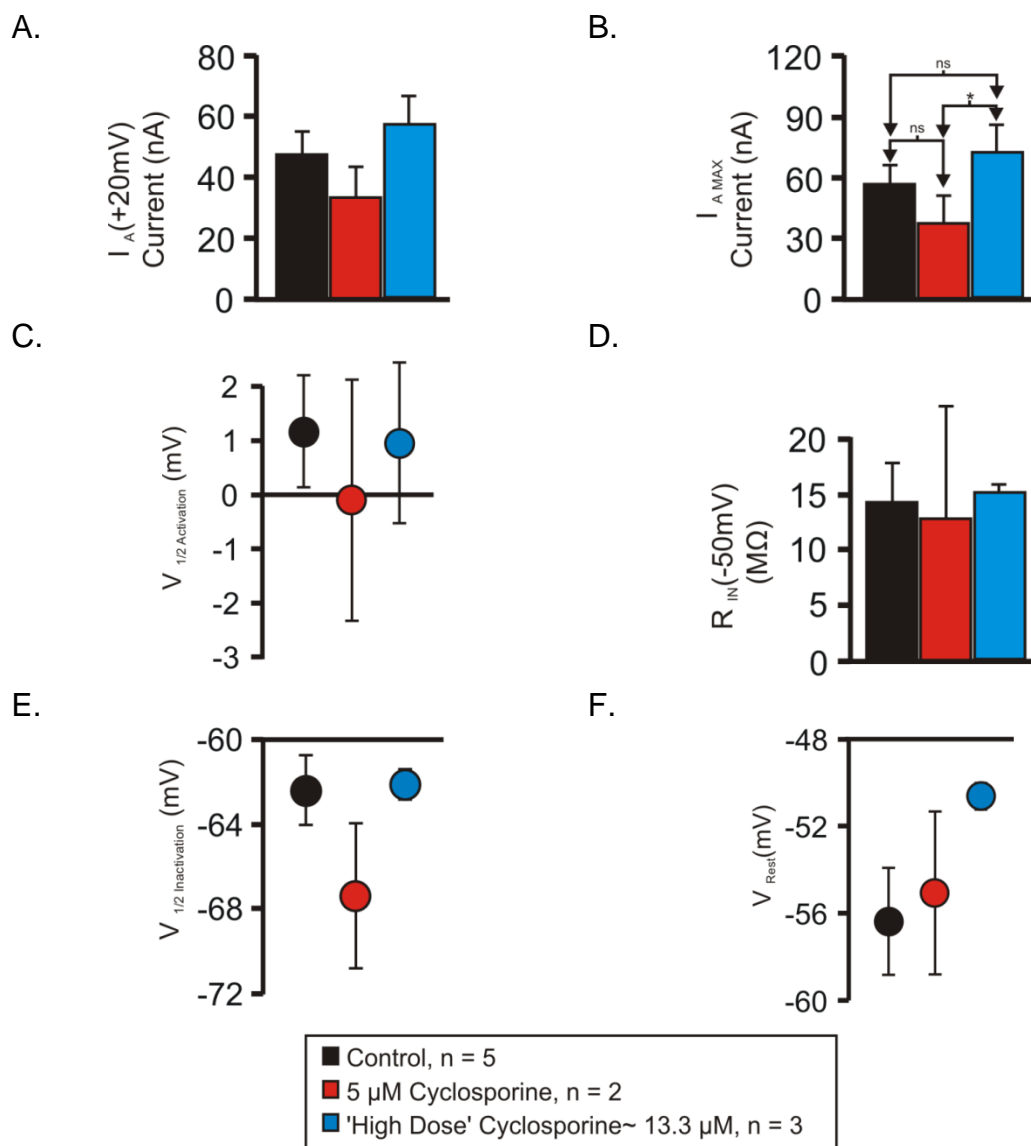 A.
80
60
40
20
0
I A (+20mV)
Current (nA)
B.
120
90
60
30
0
I A MAX
Current (nA)
ns
*
ns
C.
2
1
0
-1
-2
-3
V 1/2 Activation (mV)
D.
20
15
10
5
0
R IN (-50mV)
(MΩ)
E.
-60
-64
-68
-72
V 1/2 Inactivation (mV)
F.
-48
-52
-56
-60
V Rest (mV)
Control, n = 5
5 µM Cyclosporine, n = 2
'High Dose' Cyclosporine~ 13.3 µM, n = 3